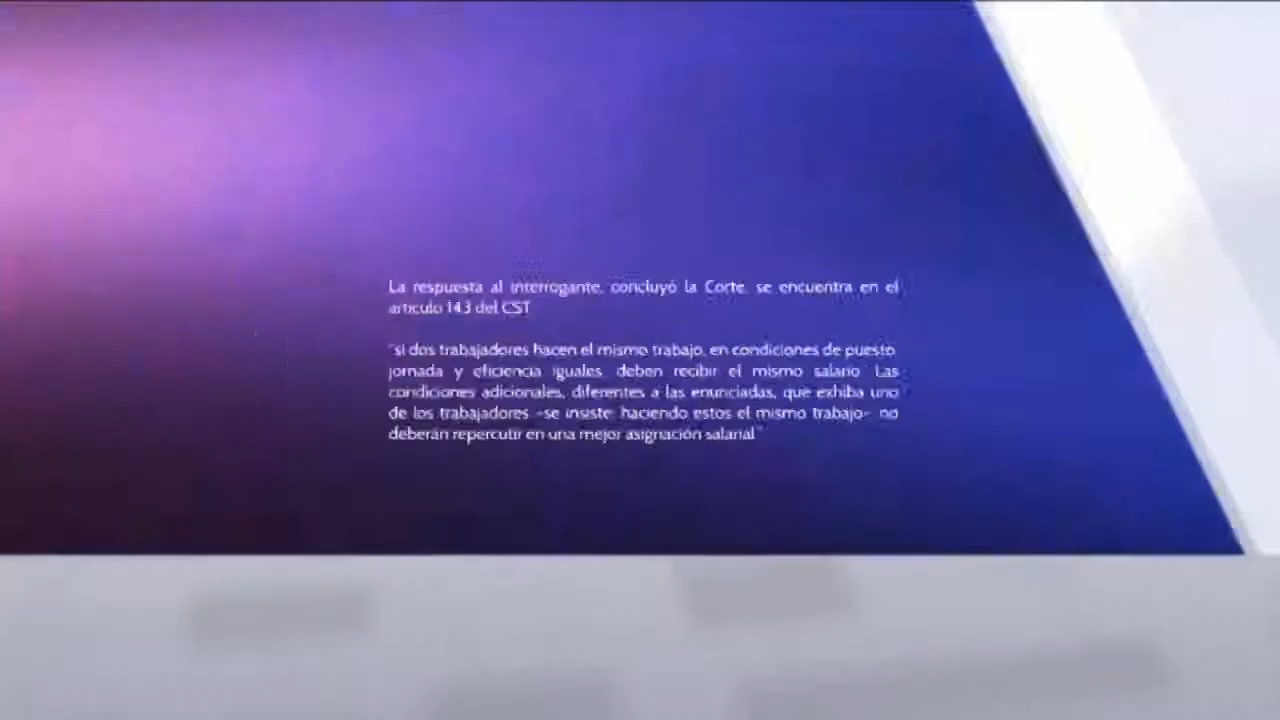 La respuesta al interrogante, concluyó la Corte, se encuentra en el
artículo 143 del CST
"si dos trabajadores hacen el mismo trabajo, en condiciones de puesto,
jornada y eficiencia iguales, deben recibir el mismo salario. Las
condiciones adicionales, diferentes a las enunciadas, que exhiba uno
de los trabajadores –se insiste haciendo estos el mismo trabajo– no
deberán repercutir en una mejor asignación salarial"